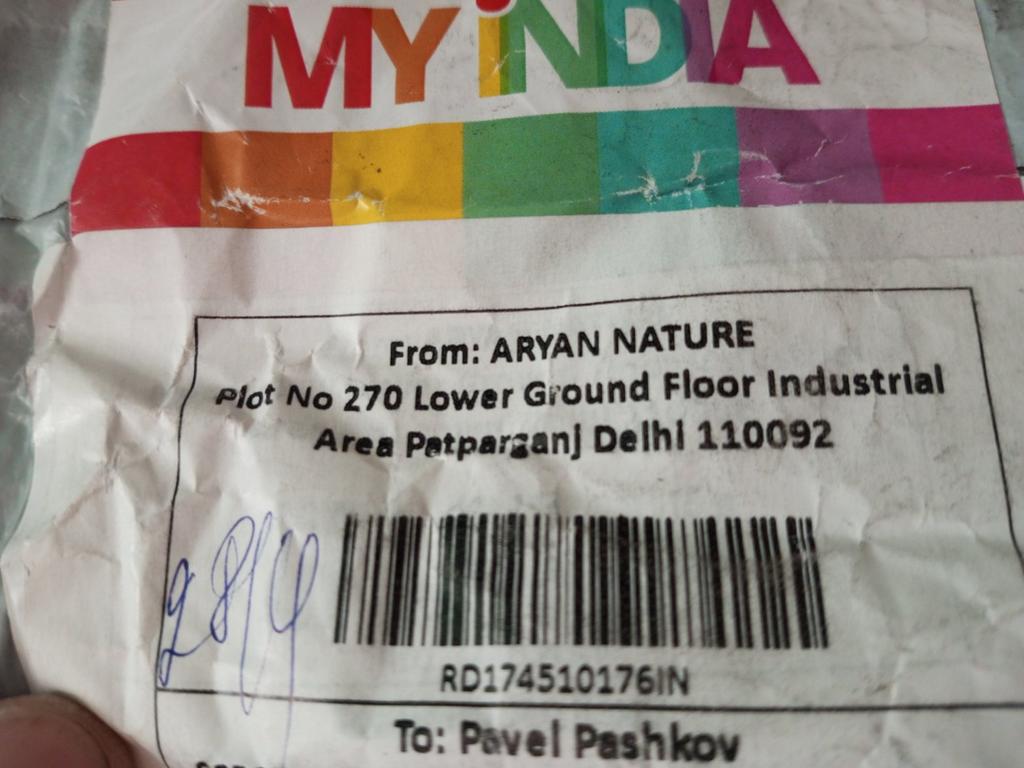 MY iNDIA
From: ARYAN NATURE
Plot No 270 Lower Ground Floor Industrial
Area Patparganj Delhi 110092
RD174510176IN
To: Pavel Pashkov